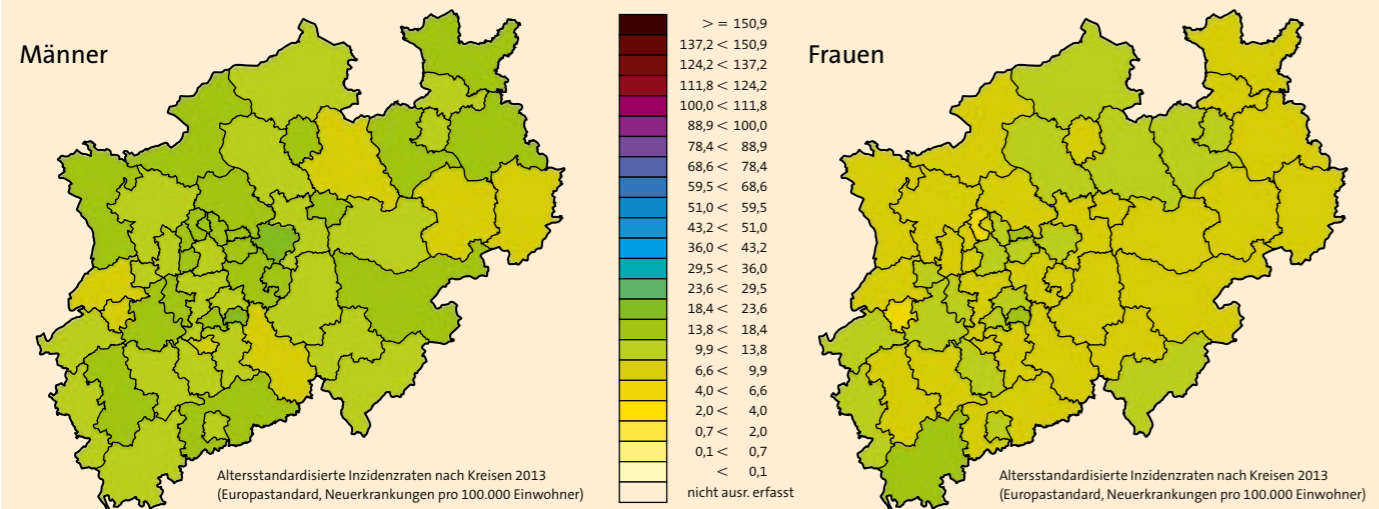 Männer
> = 150,9
137,2 < 150,9
124,2 < 137,2
111,8 < 124,2
100,0 < 111,8
88,9 < 100,0
78,4 < 88,9
68,6 < 78,4
59,5 < 68,6
51,0 < 59,5
43,2 < 51,0
36,0 < 43,2
29,5 < 36,0
23,6 < 29,5
18,4 < 23,6
13,8 < 18,4
9,9 < 13,8
6,6 < 9,9
4,0 < 6,6
2,0 < 4,0
0,7 < 2,0
0,1 < 0,7
< 0,1
nicht ausr. erfasst
Altersstandardisierte Inzidenzraten nach Kreisen 2013
(Europastandard, Neuerkrankungen pro 100.000 Einwohner)
Frauen
Altersstandardisierte Inzidenzraten nach Kreisen 2013
(Europastandard, Neuerkrankungen pro 100.000 Einwohner)